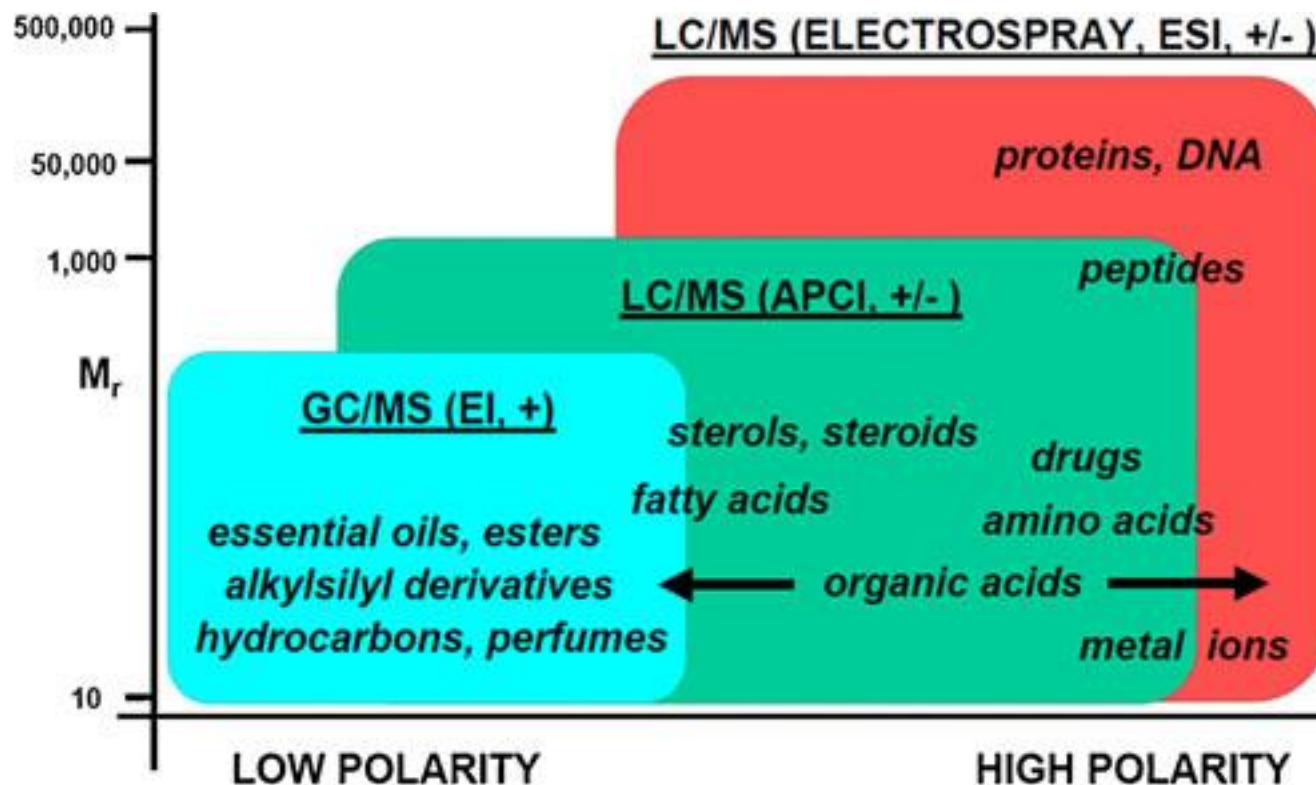 500,000
LC/MS (ELECTROSPRAY, ESI, +/- )
50,000
proteins, DNA
1,000
peptides
LC/MS (APCI, +/- )
Mr
GC/MS (EI, +)
sterols, steroids
drugs
fatty acids
amino acids
essential oils, esters
alkylsilyl derivatives
organic acids
hydrocarbons, perfumes
metal ions
10
LOW POLARITY
HIGH POLARITY